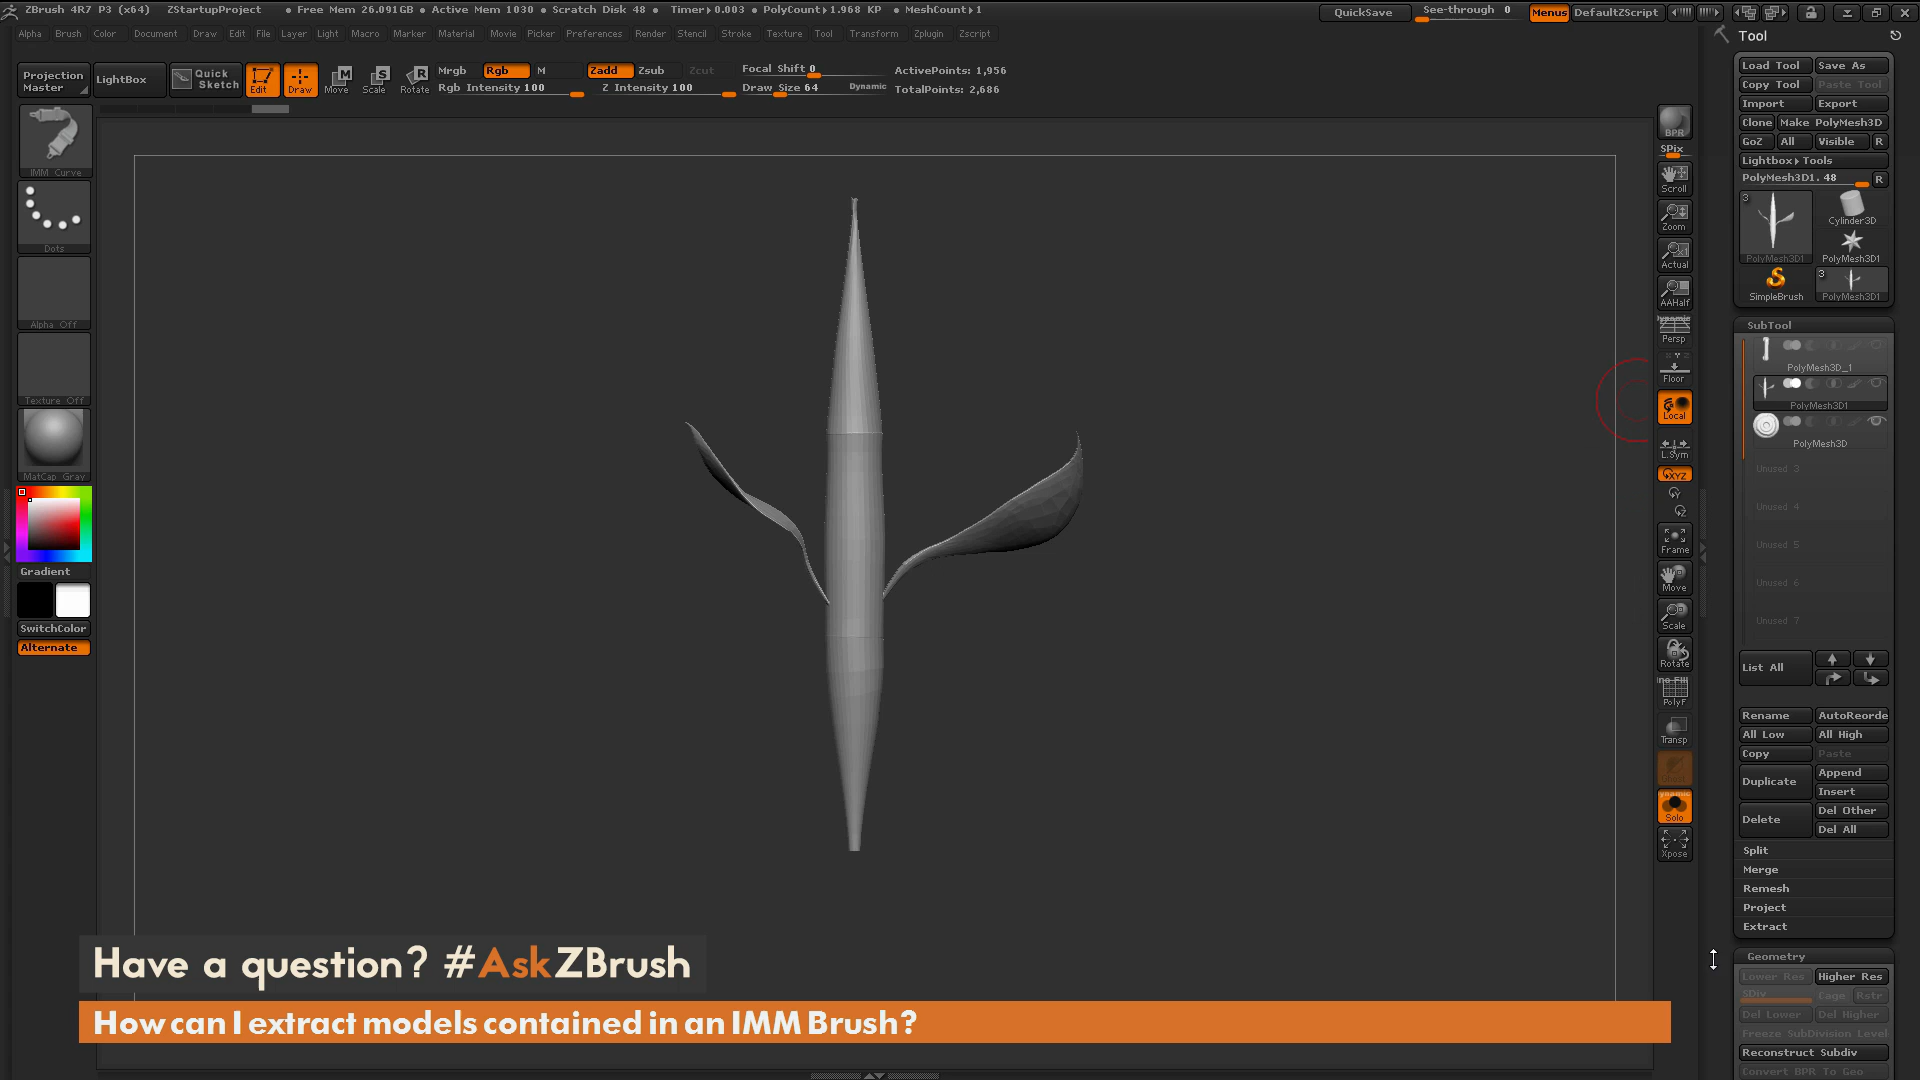 ZBrush 4R7 P3 (x64) ZStartupProject • Free Mem 26.091GB • Active Mem 1030 • Scratch Disk 48 • Timer▸0.003 • PolyCount▸1.968 KP • MeshCount▸1
QuickSave See-through 0 Menus DefaultZScript
Alpha Brush Color Document Draw Edit File Layer Light Macro Marker Material Movie Picker Preferences Render Stencil Stroke Texture Tool Transform Zplugin Zscript
Projection Master
LightBox
Quick Sketch
Edit
Draw
Move
Scale
Rotate
Mrgb Rgb M
Rgb Intensity 100
Zadd Zsub Zcut
Z Intensity 100
Focal Shift 0
Draw Size 64 Dynamic
ActivePoints: 1,956
TotalPoints: 2,686
IMM Curve
Dots
Alpha Off
Texture Off
MatCap Gray
Gradient
SwitchColor
Alternate
BPR
SPix
Scroll
Zoom
Actual
AAHalf
Dynamic
Persp
Floor
Local
L.Sym
XYZ
Y
Z
Frame
Move
Scale
Rotate
PolyF
Transp
Ghost
Dynamic
Solo
Xpose
Tool
Load Tool Save As
Copy Tool Paste Tool
Import Export
Clone Make PolyMesh3D
GoZ All Visible R
Lightbox▸Tools
PolyMesh3D1. 48 R
3
PolyMesh3D1
Cylinder3D
PolyMesh3D1
SimpleBrush
3
PolyMesh3D1
SubTool
PolyMesh3D_1
PolyMesh3D1
PolyMesh3D
Unused 3
Unused 4
Unused 5
Unused 6
Unused 7
List All
Rename AutoReorde
All Low All High
Copy Paste
Duplicate Append
Insert
Delete Del Other
Del All
Split
Merge
Remesh
Project
Extract
Geometry
Lower Res Higher Res
SDiv Cage Rstr
Del Lower Del Higher
Freeze SubDivision Level
Reconstruct Subdiv
Convert BPR To Geo
Have a question? #AskZBrush
How can I extract models contained in an IMM Brush?